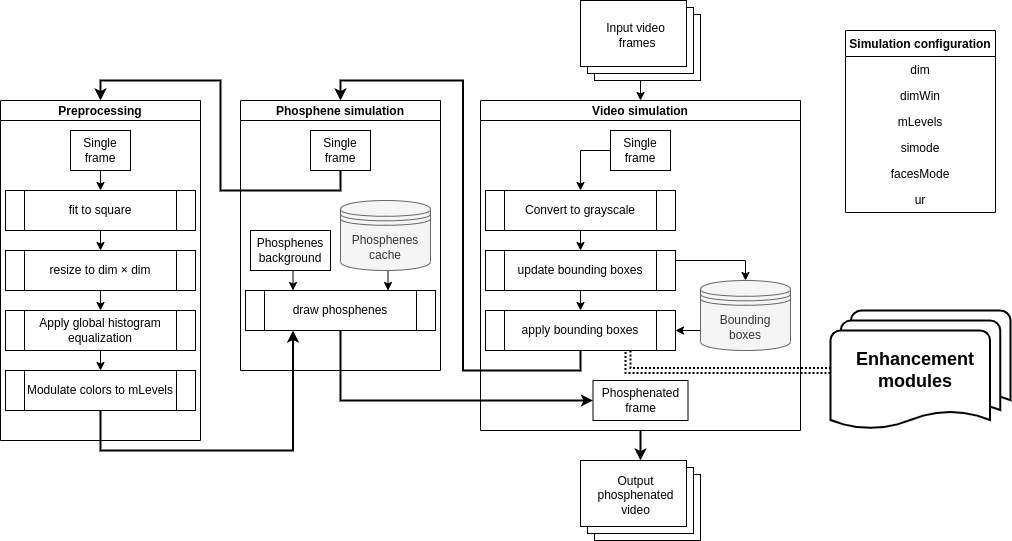 Input video
frames
Simulation configuration
dim
dimWin
mLevels
simode
facesMode
ur
Preprocessing
Single
frame
fit to square
resize to dim × dim
Apply global histogram
equalization
Modulate colors to mLevels
Phosphene simulation
Single
frame
Phosphenes
background
Phosphenes
cache
draw phosphenes
Video simulation
Single
frame
Convert to grayscale
update bounding boxes
apply bounding boxes
Bounding
boxes
Phosphenated
frame
Enhancement
modules
Output
phosphenated
video